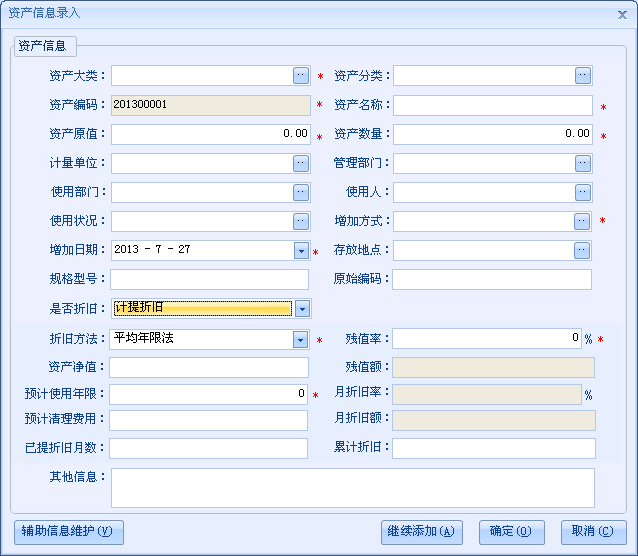 资产信息录入
资产信息
资产大类： * 资产分类：
资产编码： 201300001 * 资产名称： *
资产原值： 0.00 * 资产数量： 0.00 *
计量单位： 管理部门：
使用部门： 使用人：
使用状况： 增加方式： *
增加日期： 2013 - 7 - 27 * 存放地点：
规格型号： 原始编码：
是否折旧： 计提折旧
折旧方法： 平均年限法 * 残值率： 0 % *
资产净值： 残值额：
预计使用年限： 0 * 月折旧率： %
预计清理费用： 月折旧额：
已提折旧月数： 累计折旧：
其他信息：
辅助信息维护(V) 继续添加(A) 确定(O) 取消(C)